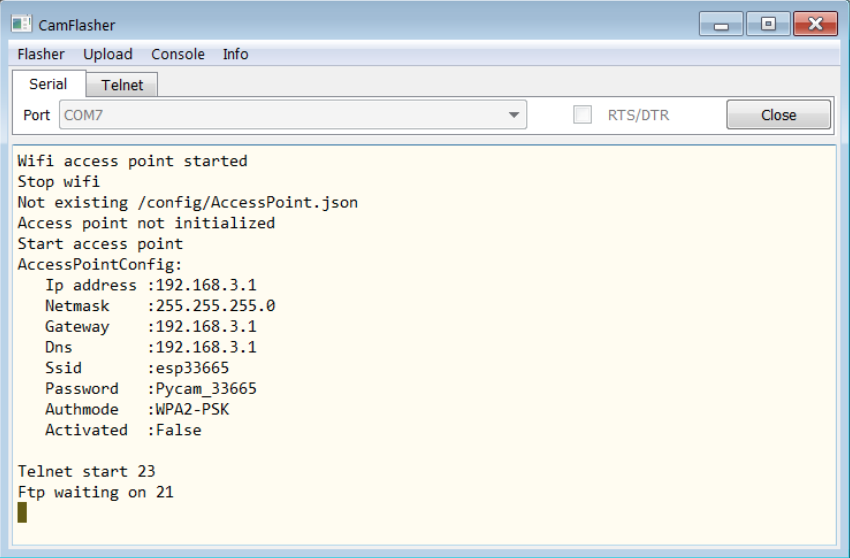 CamFlasher
Flasher Upload Console Info
Serial Telnet
Port COM7 RTS/DTR Close
Wifi access point started
Stop wifi
Not existing /config/AccessPoint.json
Access point not initialized
Start access point
AccessPointConfig:
   Ip address :192.168.3.1
   Netmask    :255.255.255.0
   Gateway    :192.168.3.1
   Dns        :192.168.3.1
   Ssid       :esp33665
   Password   :Pycam_33665
   Authmode   :WPA2-PSK
   Activated  :False
Telnet start 23
Ftp waiting on 21